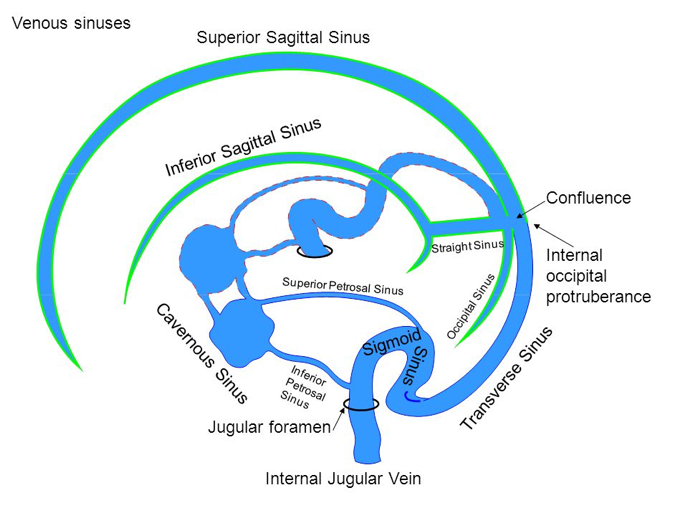 Venous sinuses
Superior Sagittal Sinus
Inferior Sagittal Sinus
Confluence
Straight Sinus
Internal
occipital
protruberance
Superior Petrosal Sinus
Occipital Sinus
Cavernous Sinus
Sigmoid
Sinus
Transverse Sinus
Inferior
Petrosal
Sinus
Jugular foramen
Internal Jugular Vein